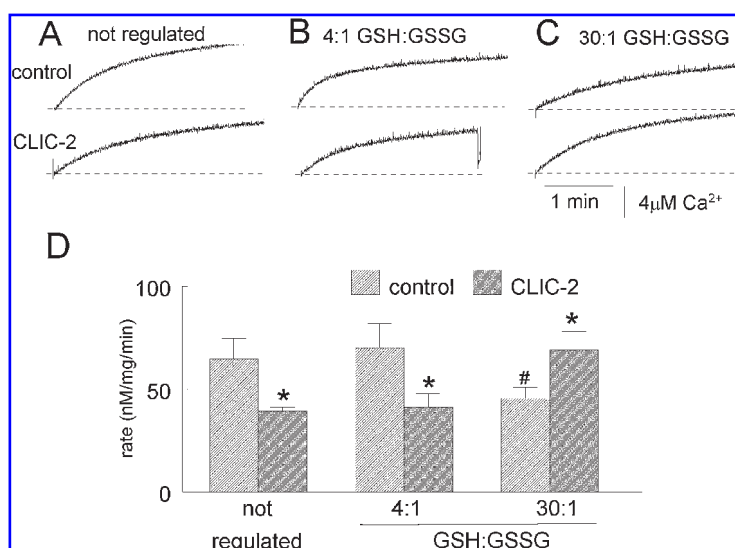 A
not regulated
B
4:1 GSH:GSSG
C
30:1 GSH:GSSG
control
CLIC-2
1 min
4µM Ca²⁺
D
control
CLIC-2
rate (nM/mg/min)
100
50
0
*
*
#
*
not
regulated
4:1
30:1
GSH:GSSG